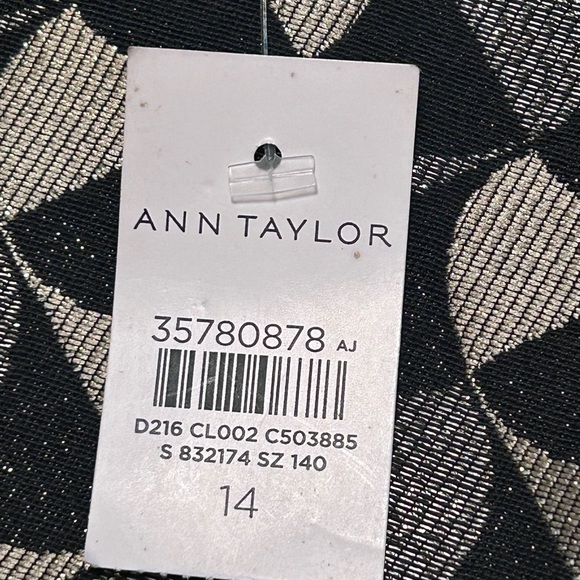 ANN TAYLOR
35780878 AJ
D216 CL002 C503885
S 832174 SZ 140
14